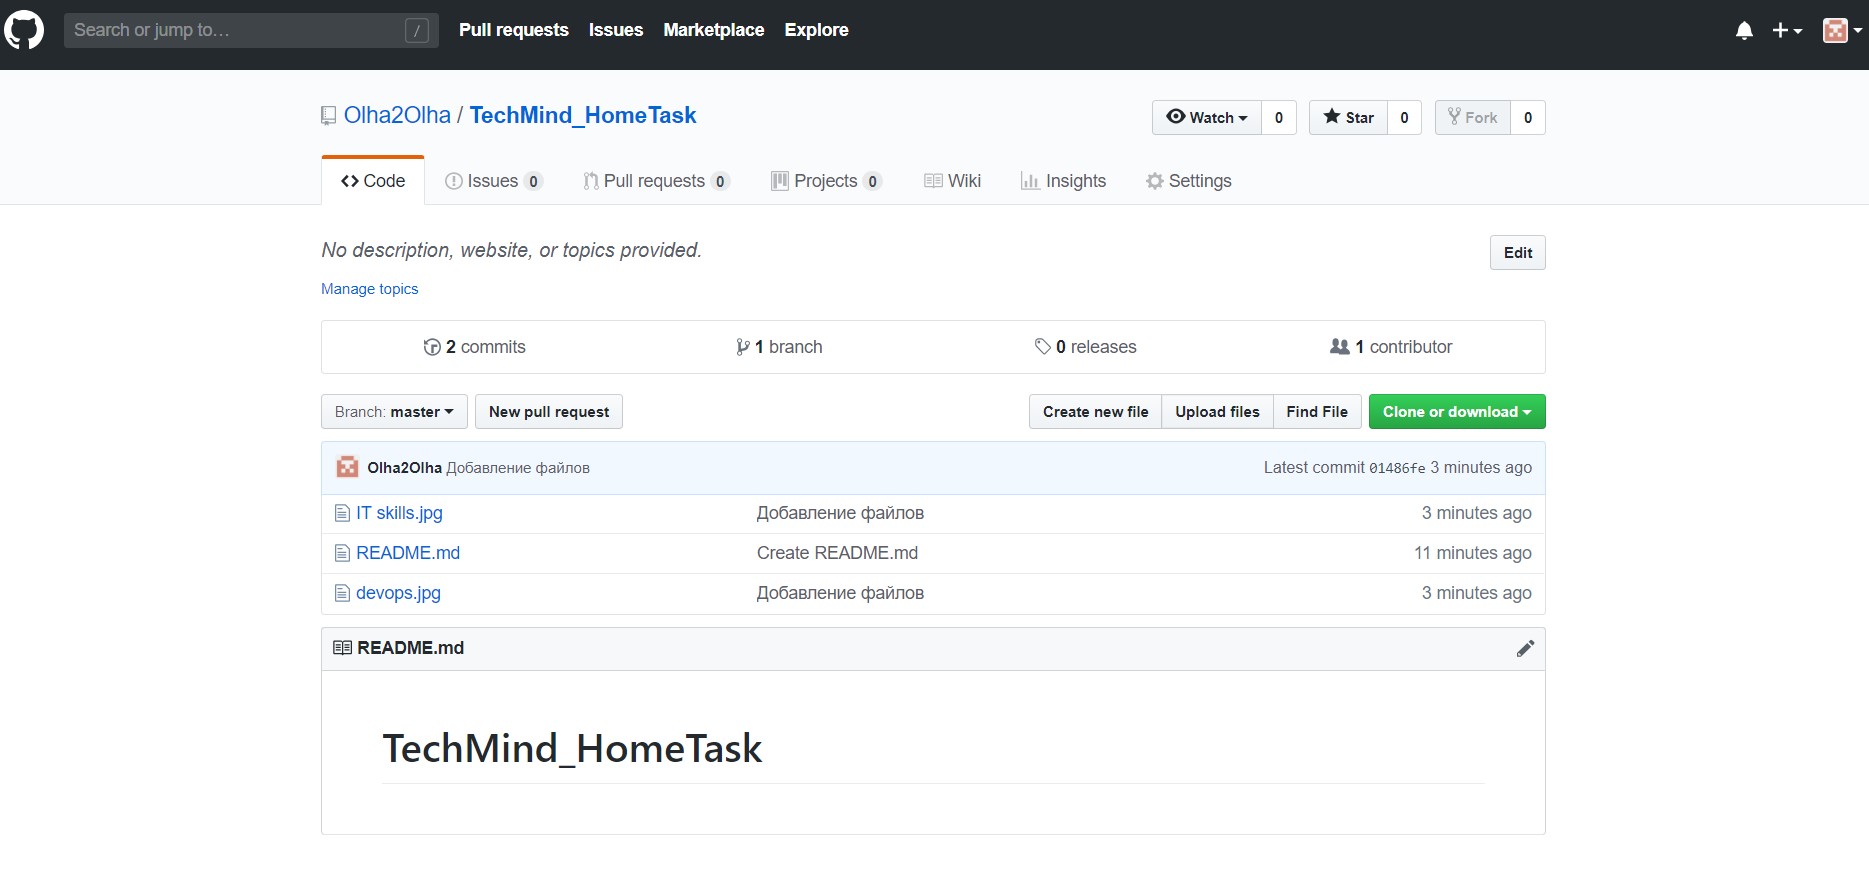 Search or jump to… / Pull requests Issues Marketplace Explore
Olha2Olha / TechMind_HomeTask Watch 0 Star 0 Fork 0
Code Issues 0 Pull requests 0 Projects 0 Wiki Insights Settings
No description, website, or topics provided. Edit
Manage topics
2 commits 1 branch 0 releases 1 contributor
Branch: master New pull request Create new file Upload files Find File Clone or download
Olha2Olha Добавление файлов Latest commit 01486fe 3 minutes ago
IT skills.jpg Добавление файлов 3 minutes ago
README.md Create README.md 11 minutes ago
devops.jpg Добавление файлов 3 minutes ago
README.md
TechMind_HomeTask